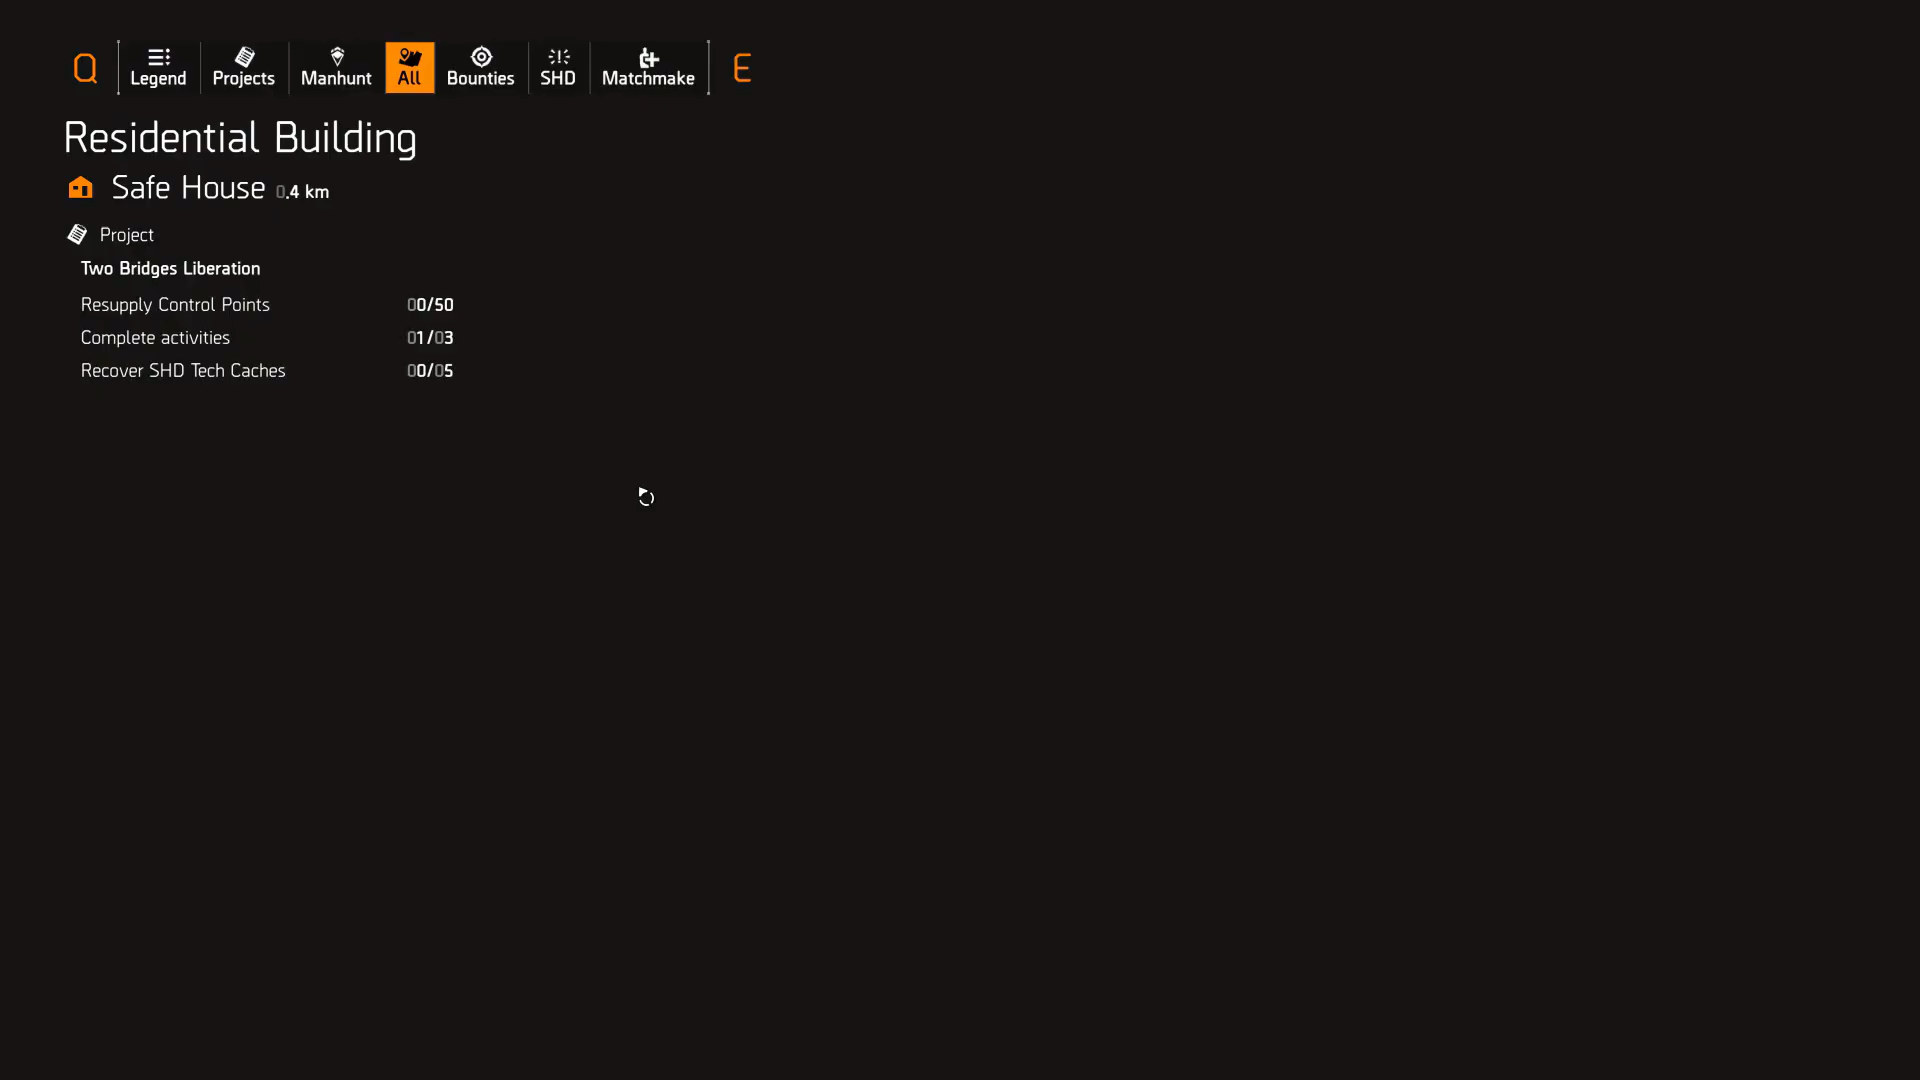 Q Legend Projects Manhunt All Bounties SHD Matchmake E
Residential Building
Safe House 0.4 km
Project
Two Bridges Liberation
Resupply Control Points 00/50
Complete activities 01/03
Recover SHD Tech Caches 00/05